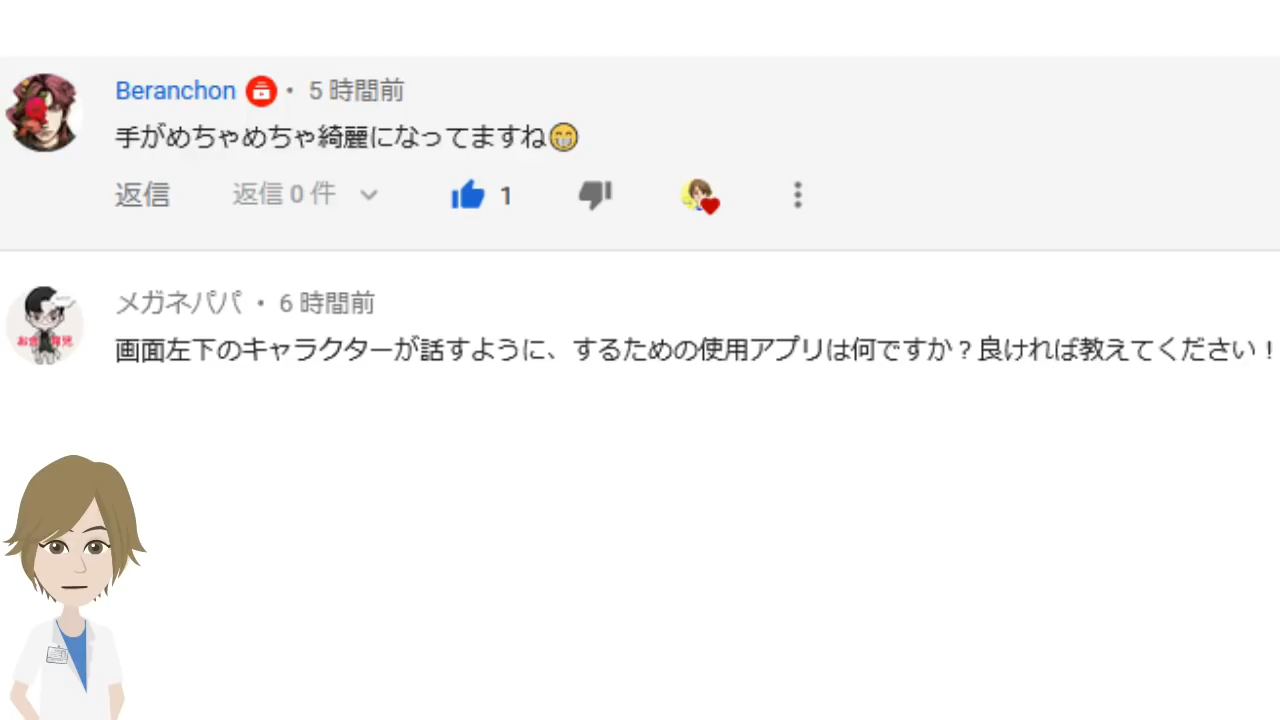 Beranchon • 5 時間前
手がめちゃめちゃ綺麗になってますね😁
返信 返信 0 件 1
メガネパパ • 6 時間前
画面左下のキャラクターが話すように、するための使用アプリは何ですか？良ければ教えてください！